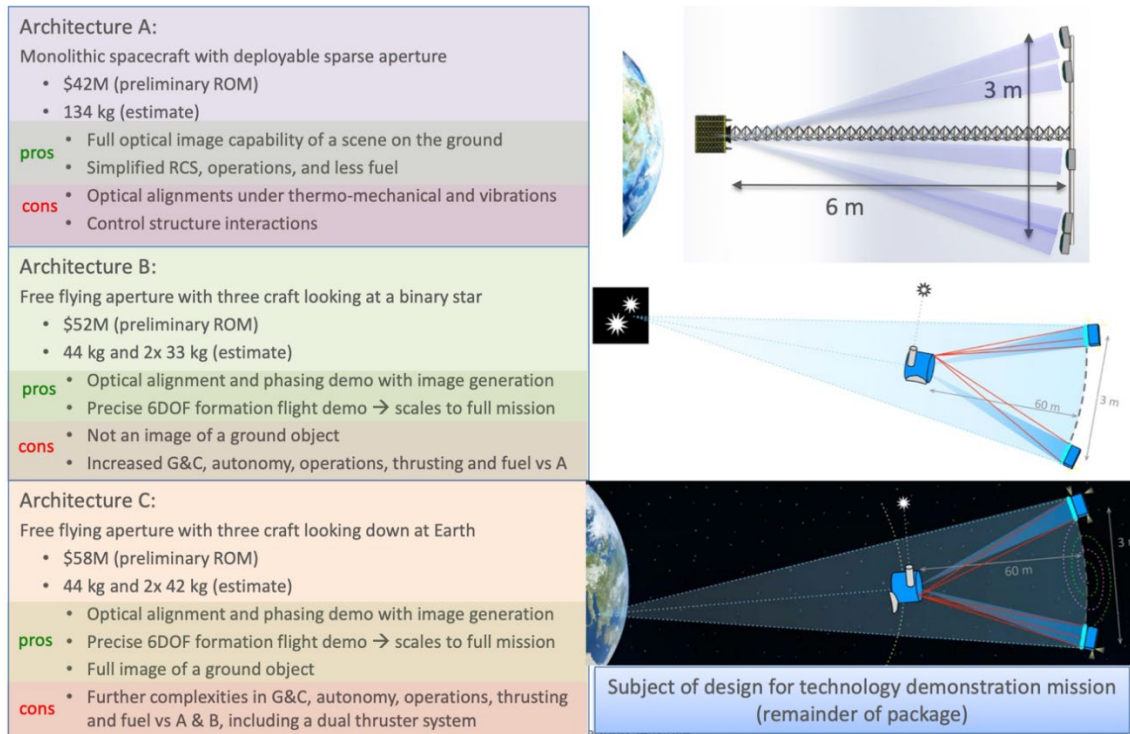 Architecture A:
Monolithic spacecraft with deployable sparse aperture
• $42M (preliminary ROM)
• 134 kg (estimate)
pros
• Full optical image capability of a scene on the ground
• Simplified RCS, operations, and less fuel
cons
• Optical alignments under thermo-mechanical and vibrations
• Control structure interactions
3 m
6 m
Architecture B:
Free flying aperture with three craft looking at a binary star
• $52M (preliminary ROM)
• 44 kg and 2x 33 kg (estimate)
pros
• Optical alignment and phasing demo with image generation
• Precise 6DOF formation flight demo → scales to full mission
cons
• Not an image of a ground object
• Increased G&C, autonomy, operations, thrusting and fuel vs A
60 m
3 m
Architecture C:
Free flying aperture with three craft looking down at Earth
• $58M (preliminary ROM)
• 44 kg and 2x 42 kg (estimate)
pros
• Optical alignment and phasing demo with image generation
• Precise 6DOF formation flight demo → scales to full mission
• Full image of a ground object
cons
• Further complexities in G&C, autonomy, operations, thrusting
and fuel vs A & B, including a dual thruster system
60 m
3 m
Subject of design for technology demonstration mission
(remainder of package)